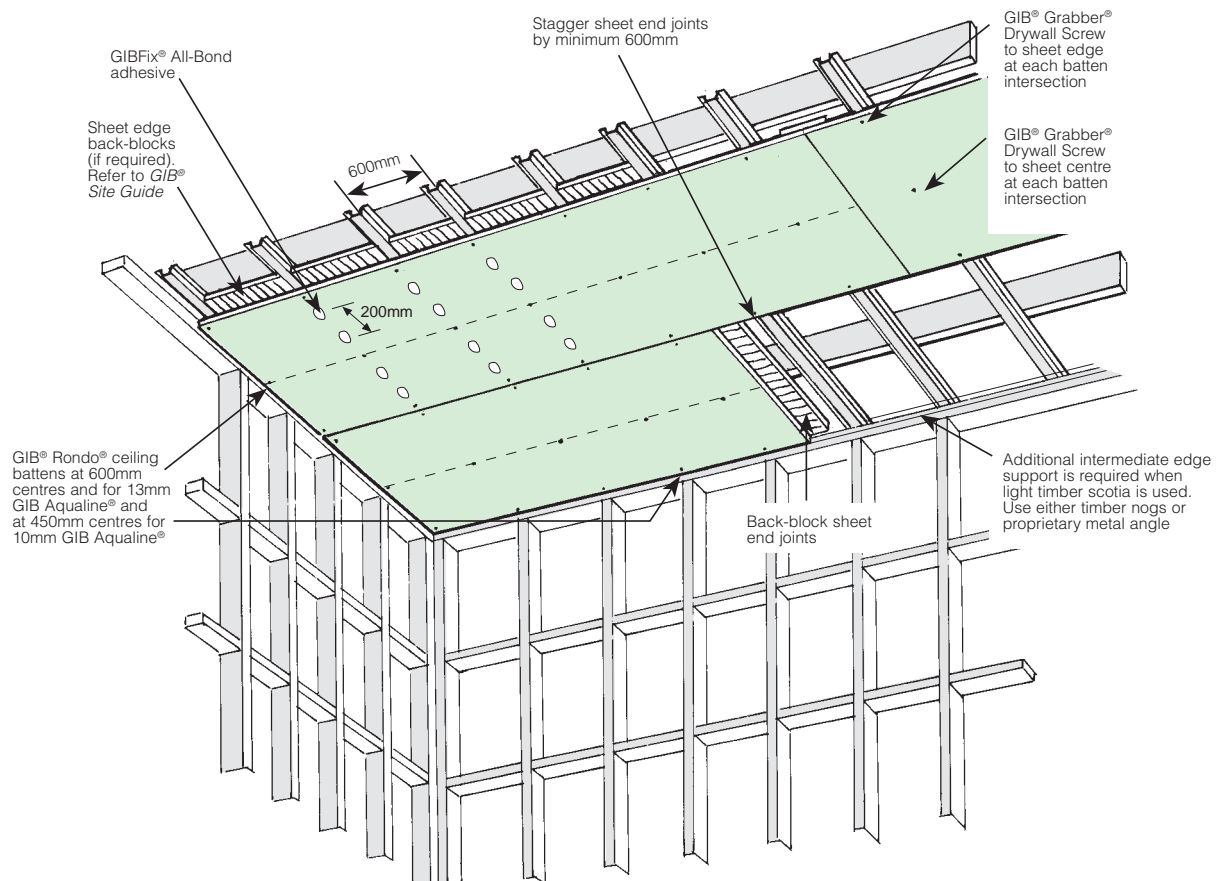 GIBFix® All-Bond
adhesive
Stagger sheet end joints
by minimum 600mm
GIB® Grabber®
Drywall Screw
to sheet edge
at each batten
intersection
Sheet edge
back-blocks
(if required).
Refer to GIB®
Site Guide
600mm
GIB® Grabber®
Drywall Screw
to sheet centre
at each batten
intersection
200mm
GIB® Rondo® ceiling
battens at 600mm
centres and for 13mm
GIB Aqualine® and
at 450mm centres for
10mm GIB Aqualine®
Back-block sheet
end joints
Additional intermediate edge
support is required when
light timber scotia is used.
Use either timber nogs or
proprietary metal angle